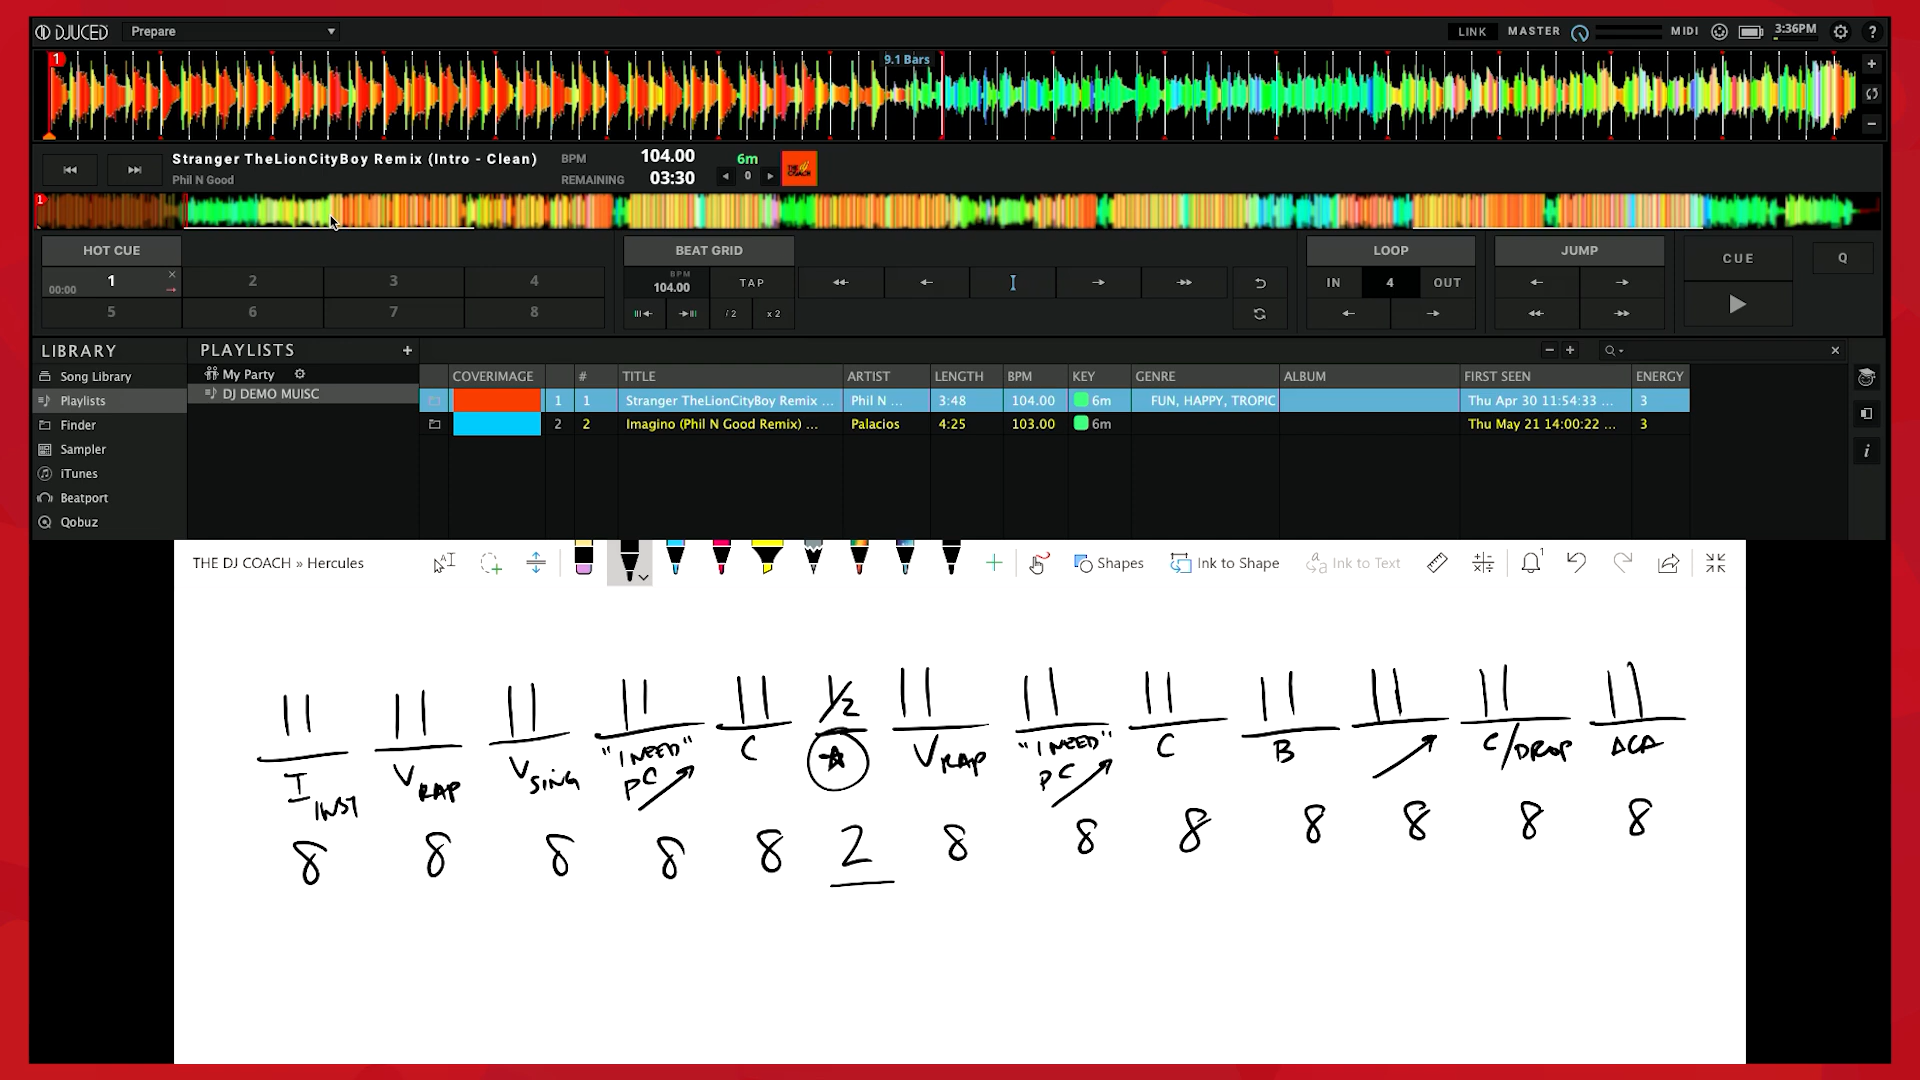 DJUCED Prepare LINK MASTER MIDI 3:36PM ?
1 9.1 Bars
Stranger TheLionCityBoy Remix (Intro - Clean) BPM 104.00 6m
Phil N Good REMAINING 03:30 0 THE COACH
1
HOT CUE BEAT GRID LOOP JUMP CUE Q
1 00:00 2 3 4 BPM 104.00 TAP IN 4 OUT
5 6 7 8 /2 x2
LIBRARY PLAYLISTS +
Song Library My Party COVERIMAGE # TITLE ARTIST LENGTH BPM KEY GENRE ALBUM FIRST SEEN ENERGY
Playlists DJ DEMO MUISC 1 1 Stranger TheLionCityBoy Remix ... Phil N ... 3:48 104.00 6m FUN, HAPPY, TROPIC Thu Apr 30 11:54:33 ... 3
Finder 2 2 Imagino (Phil N Good Remix) ... Palacios 4:25 103.00 6m Thu May 21 14:00:22 ... 3
Sampler
iTunes
Beatport
Qobuz
THE DJ COACH » Hercules Shapes Ink to Shape Ink to Text 1
11 11 11 11 11 1/2 11 11 11 11 11 11 11
I INST V RAP V SING "I NEED" PC C V RAP "I NEED" PC C B C/DROP ACA
8 8 8 8 8 2 8 8 8 8 8 8 8